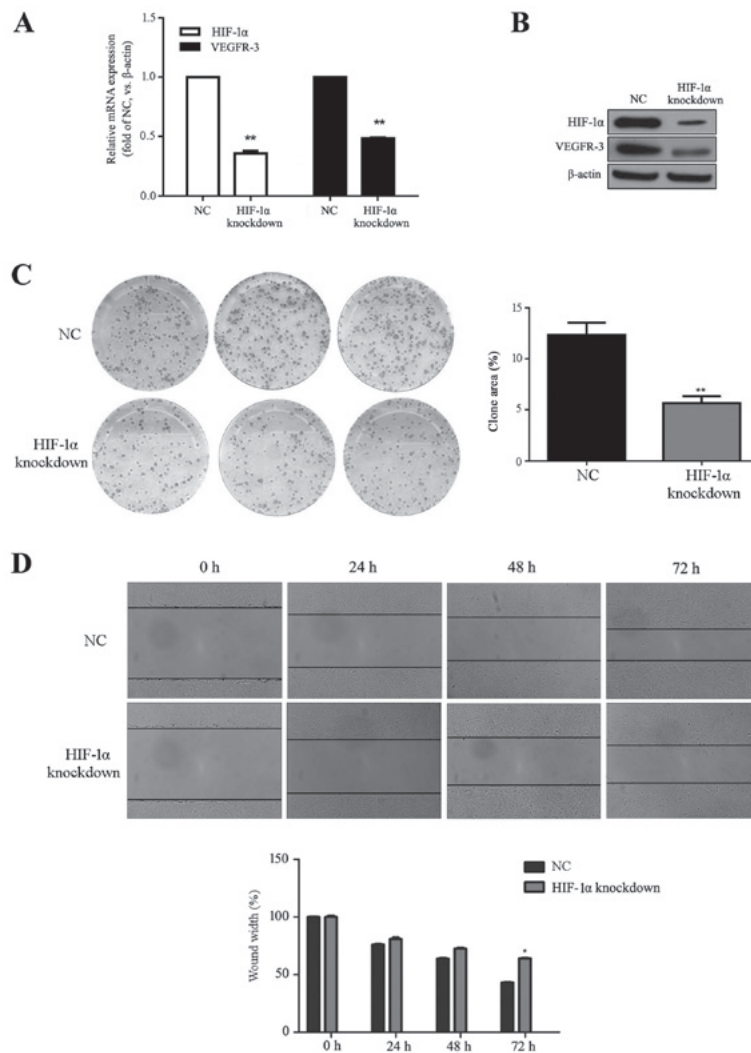 A
Relative mRNA expression
(fold of NC, vs. β-actin)
1.5
1.0
0.5
0.0
HIF-1α
VEGFR-3
**
**
NC
HIF-1α
knockdown
NC
HIF-1α
knockdown
B
NC
HIF-1α
knockdown
HIF-1α
VEGFR-3
β-actin
C
NC
HIF-1α
knockdown
Clone area (%)
15
10
5
0
**
NC
HIF-1α
knockdown
D
0 h
24 h
48 h
72 h
NC
HIF-1α
knockdown
Wound width (%)
150
100
50
0
NC
HIF-1α knockdown
*
0 h
24 h
48 h
72 h